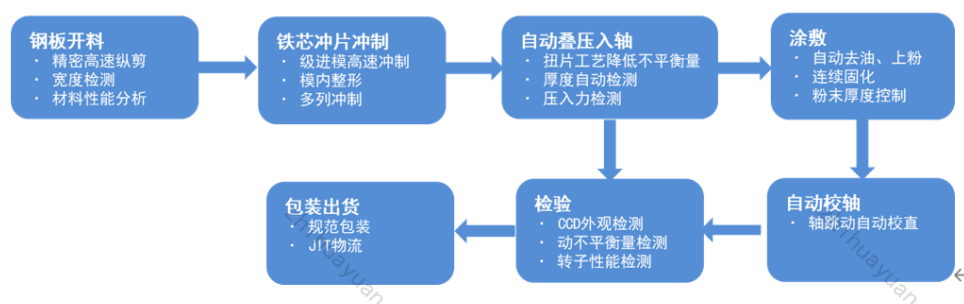 钢板开料
· 精密高速纵剪
· 宽度检测
· 材料性能分析
铁芯冲片冲制
· 级进模高速冲制
· 模内整形
· 多列冲制
自动叠压入轴
· 扭片工艺降低不平衡量
· 厚度自动检测
· 压入力检测
涂敷
· 自动去油、上粉
· 连续固化
· 粉末厚度控制
自动校轴
· 轴跳动自动校直
检验
· CCD外观检测
· 动不平衡量检测
· 转子性能检测
包装出货
· 规范包装
· JIT物流
zhihuayuan
zhihuayuan